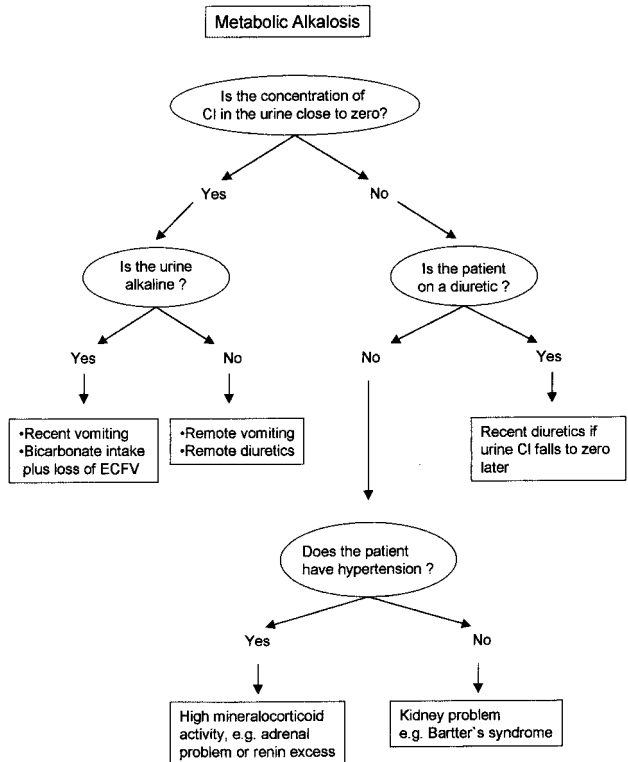 Metabolic Alkalosis
Is the concentration of
Cl in the urine close to zero?
Yes
No
Is the urine
alkaline ?
Is the patient
on a diuretic ?
Yes
No
No
Yes
•Recent vomiting
•Bicarbonate intake
plus loss of ECFV
•Remote vomiting
•Remote diuretics
Recent diuretics if
urine Cl falls to zero
later
Does the patient
have hypertension ?
Yes
No
High mineralocorticoid
activity, e.g. adrenal
problem or renin excess
Kidney problem
e.g. Bartter`s syndrome